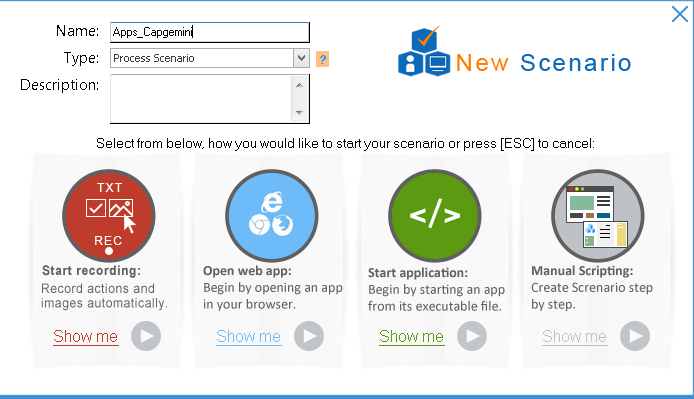 Name: Apps_Capgemini
Type: Process Scenario ?
Description:
New Scenario
Select from below, how you would like to start your scenario or press [ESC] to cancel:
TXT
REC
Start recording:
Record actions and
images automatically.
Show me
Open web app:
Begin by opening an app
in your browser.
Show me
</>
Start application:
Begin by starting an app
from its executable file.
Show me
Manual Scripting:
Create Screnario step
by step.
Show me